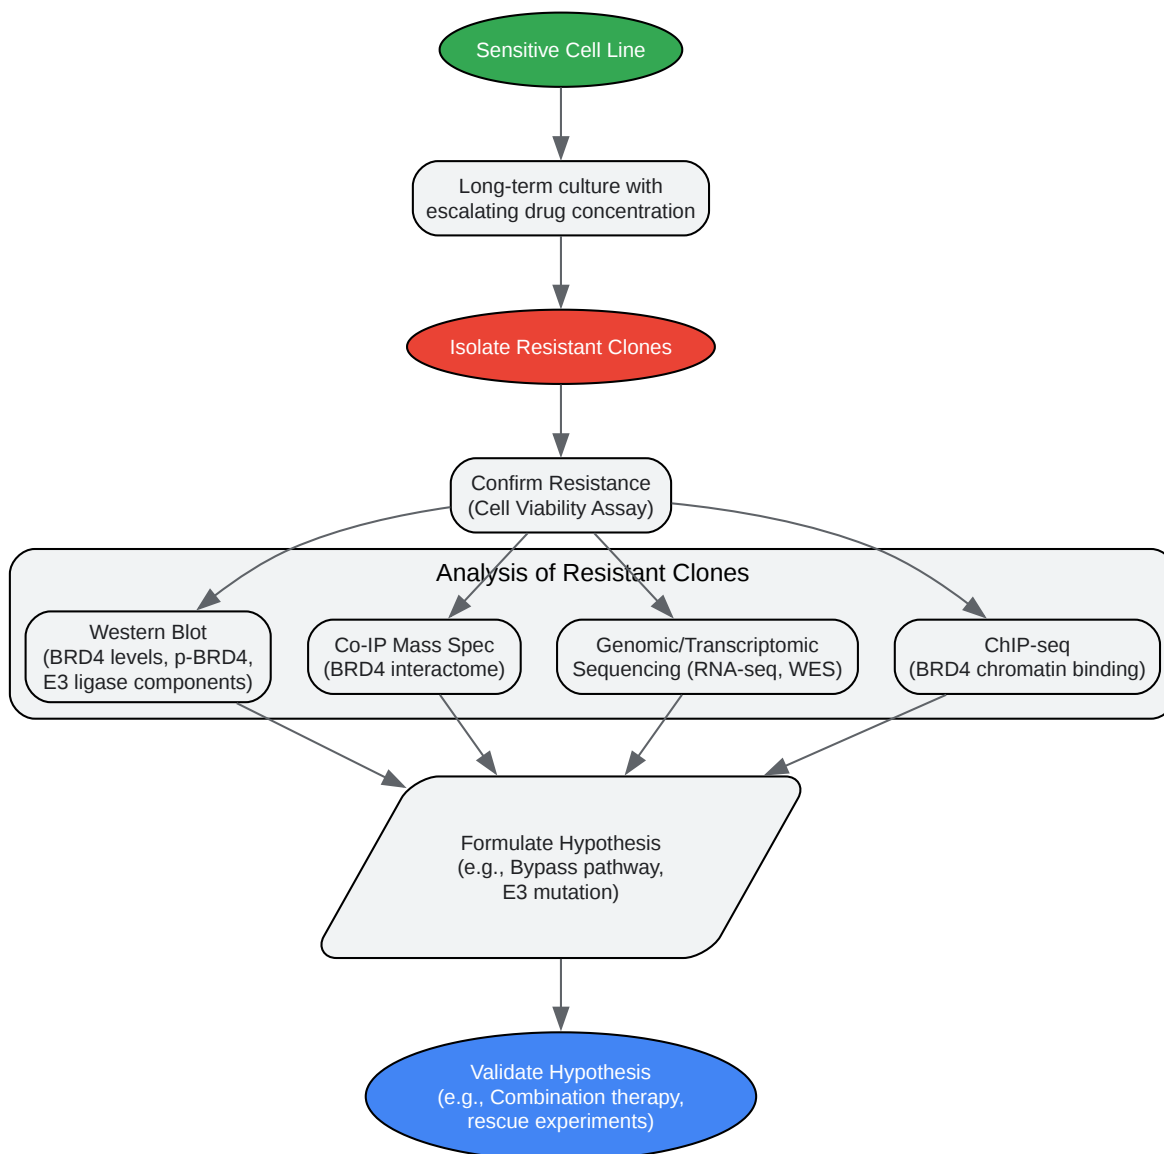 Sensitive Cell Line
Long-term culture with
escalating drug concentration
Isolate Resistant Clones
Confirm Resistance
(Cell Viability Assay)
Analysis of Resistant Clones
Western Blot
(BRD4 levels, p-BRD4,
E3 ligase components)
Co-IP Mass Spec
(BRD4 interactome)
Genomic/Transcriptomic
Sequencing (RNA-seq, WES)
ChIP-seq
(BRD4 chromatin binding)
Formulate Hypothesis
(e.g., Bypass pathway,
E3 mutation)
Validate Hypothesis
(e.g., Combination therapy,
rescue experiments)